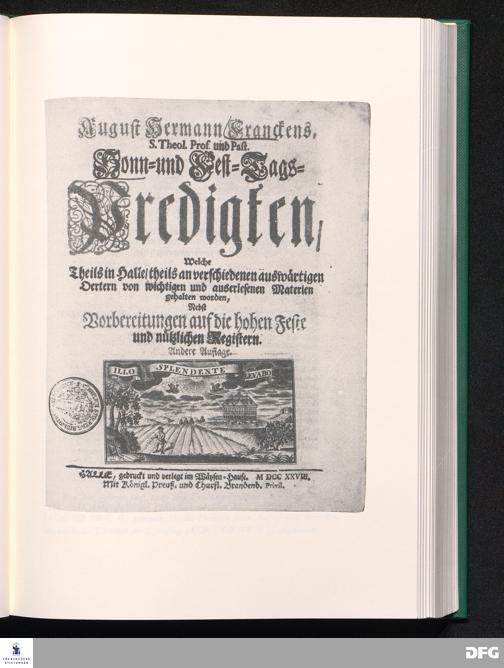 August Hermann Franckens,
S. Theol. Prof. und Past.
Sonn-und Fest-Tags-
Predigten/
Welche
Theils in Halle/theils an verschiedenen auswärtigen
Oertern von wichtigen und auserlesenen Materien
gehalten worden,
Nebst
Vorbereitungen auf die hohen Feste
und nützlichen Registern.
Andere Auflage.
ILLO SPLENDENTE LEVABO
HALLE, gedruckt und verlegt im Wäysen-Hause. M DCC XXVIII.
Mit Königl. Preuß. und Churfl. Brandenb. Privil.
FRANCKESCHE
STIFTUNGEN
DFG